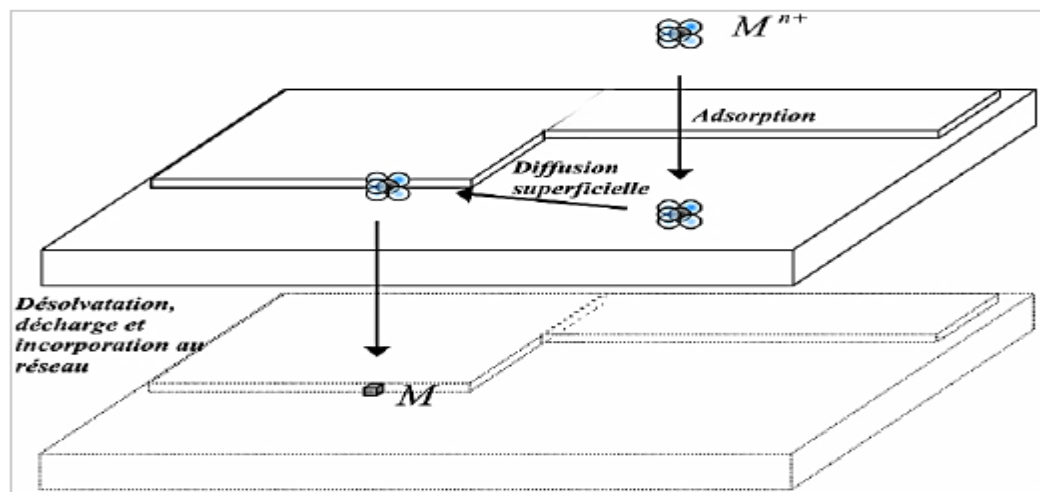 M n+
Adsorption
Diffusion
superficielle
Désolvatation,
décharge et
incorporation au
réseau
M